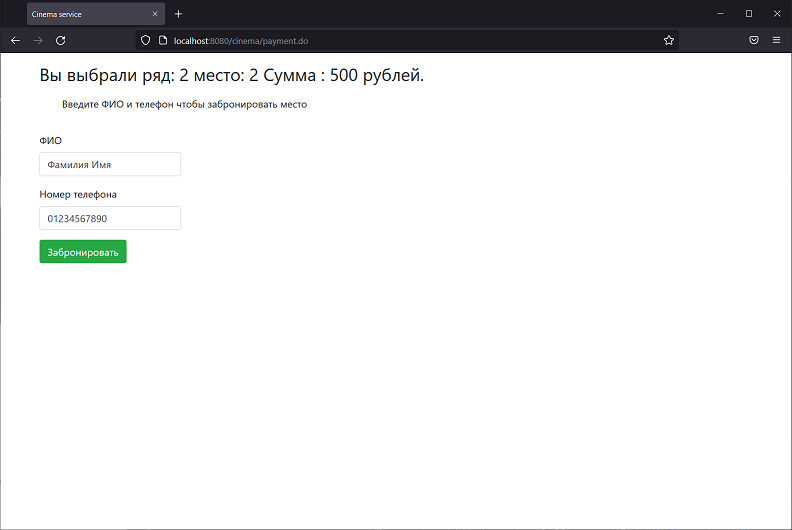 Cinema service
localhost:8080/cinema/payment.do
Вы выбрали ряд: 2 место: 2 Сумма : 500 рублей.
Введите ФИО и телефон чтобы забронировать место
ФИО
Фамилия Имя
Номер телефона
01234567890
Забронировать